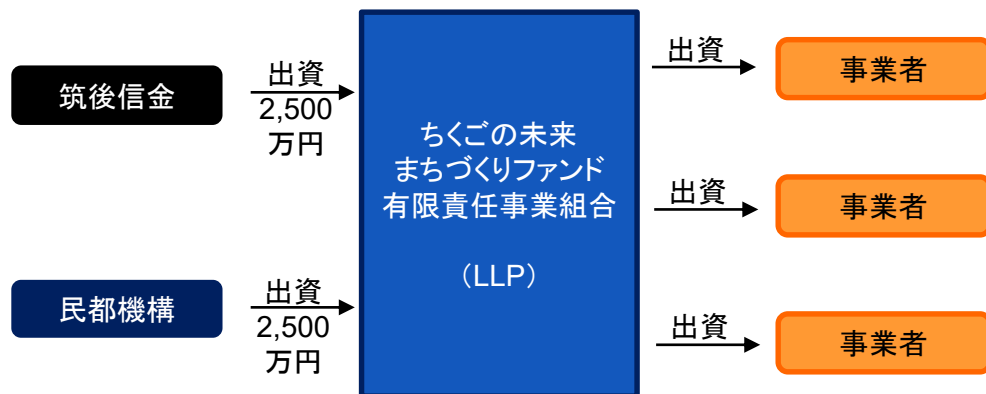 筑後信金
出資
2,500
万円
民都機構
出資
2,500
万円
ちくごの未来
まちづくりファンド
有限責任事業組合
（LLP）
出資
事業者
出資
事業者
出資
事業者